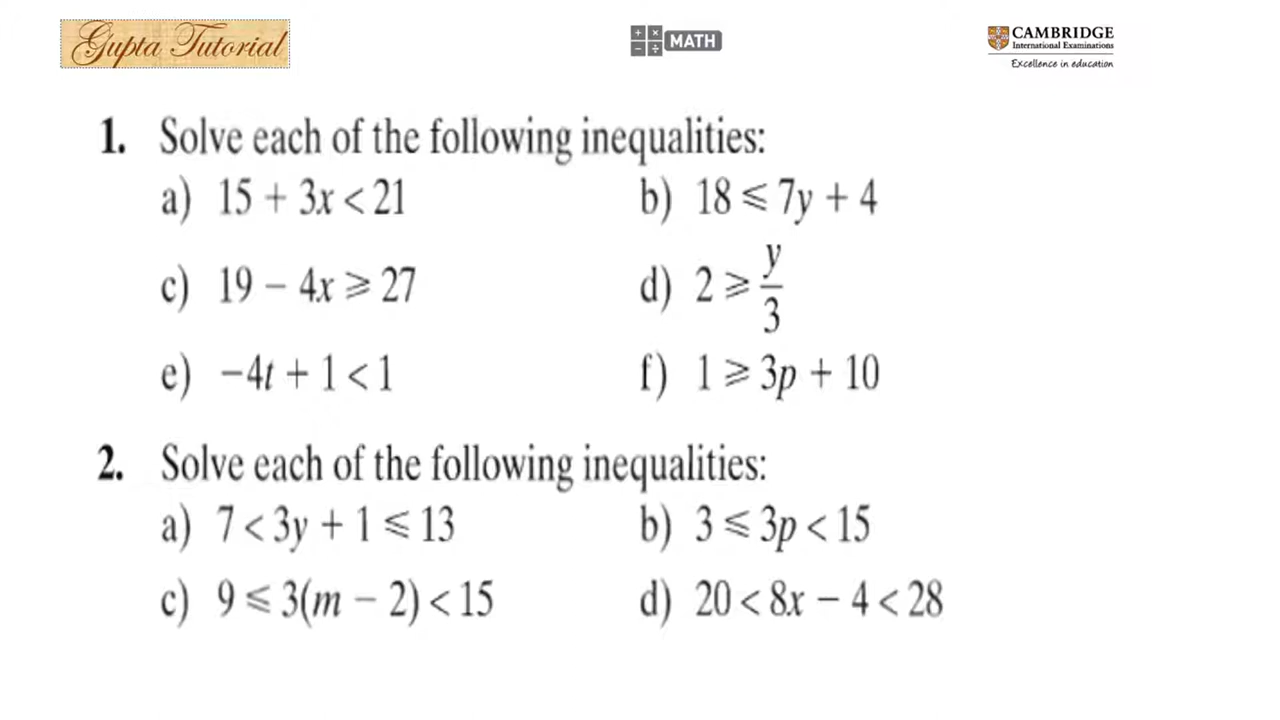 Gupta Tutorial
+ × − ÷ MATH
CAMBRIDGE
International Examinations
Excellence in education
1. Solve each of the following inequalities:
a) 15 + 3x < 21 b) 18 ⩽ 7y + 4
c) 19 − 4x ⩾ 27 d) 2 ⩾ y/3
e) −4t + 1 < 1 f) 1 ⩾ 3p + 10
2. Solve each of the following inequalities:
a) 7 < 3y + 1 ⩽ 13 b) 3 ⩽ 3p < 15
c) 9 ⩽ 3(m − 2) < 15 d) 20 < 8x − 4 < 28